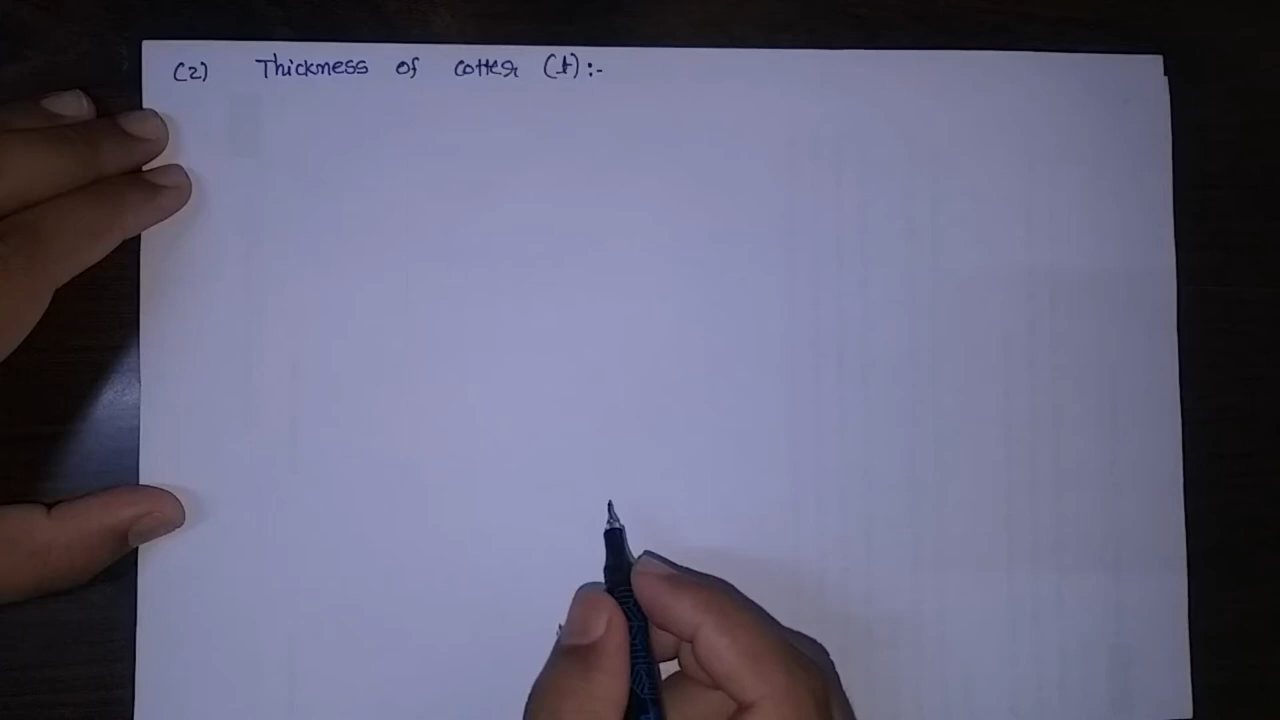 (2) Thickness of cotter (t):-